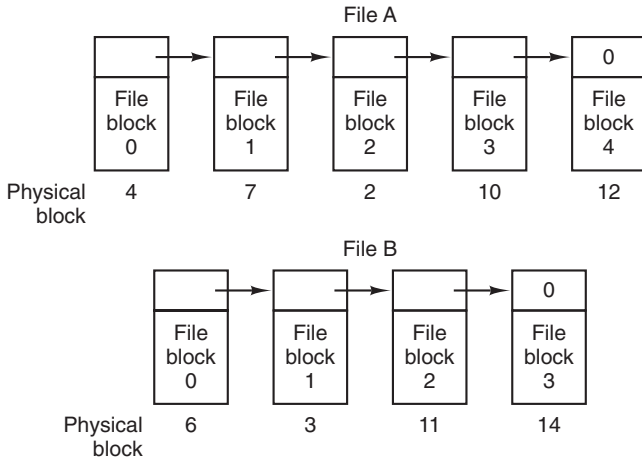 File A
0
File block 0
File block 1
File block 2
File block 3
File block 4
Physical block 4 7 2 10 12
File B
0
File block 0
File block 1
File block 2
File block 3
Physical block 6 3 11 14